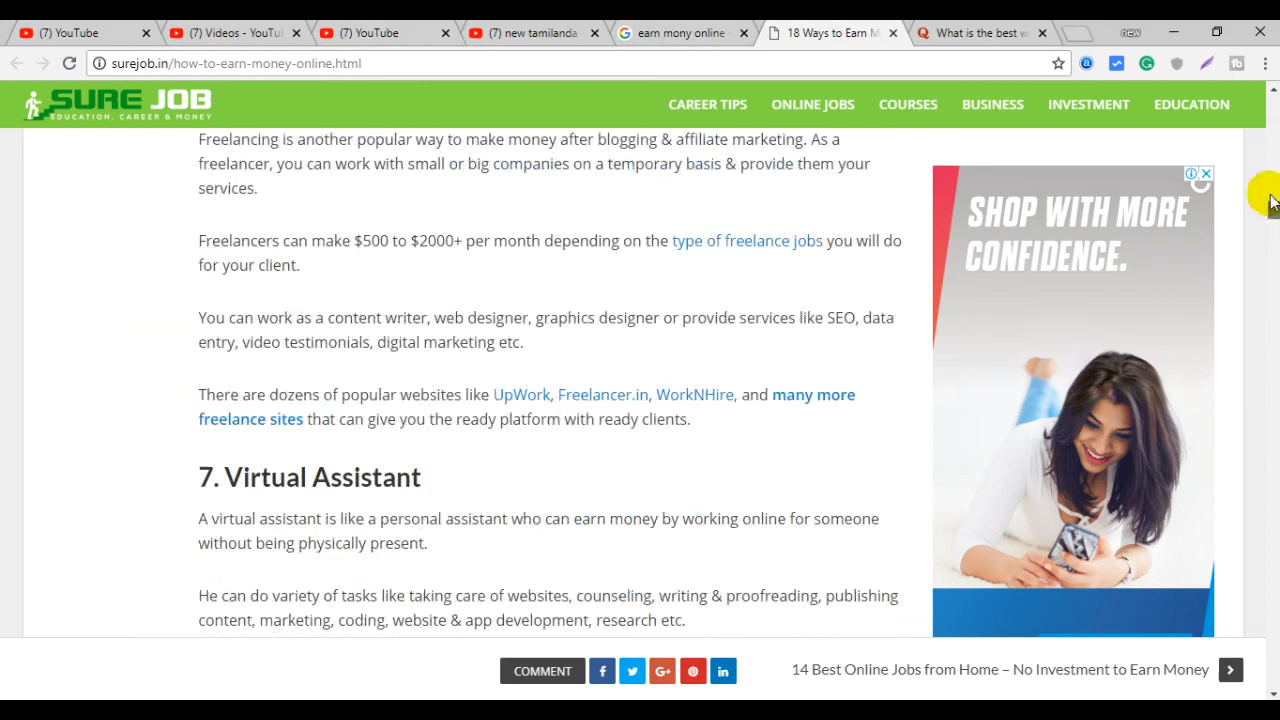 (7) YouTube
(7) Videos - YouTu
(7) YouTube
(7) new tamilanda
earn mony online -
18 Ways to Earn M
What is the best w
new
surejob.in/how-to-earn-money-online.html
SURE JOB
EDUCATION, CAREER & MONEY
CAREER TIPS
ONLINE JOBS
COURSES
BUSINESS
INVESTMENT
EDUCATION
Freelancing is another popular way to make money after blogging & affiliate marketing. As a
freelancer, you can work with small or big companies on a temporary basis & provide them your
services.
Freelancers can make $500 to $2000+ per month depending on the type of freelance jobs you will do
for your client.
You can work as a content writer, web designer, graphics designer or provide services like SEO, data
entry, video testimonials, digital marketing etc.
There are dozens of popular websites like UpWork, Freelancer.in, WorkNHire, and many more
freelance sites that can give you the ready platform with ready clients.
7. Virtual Assistant
A virtual assistant is like a personal assistant who can earn money by working online for someone
without being physically present.
He can do variety of tasks like taking care of websites, counseling, writing & proofreading, publishing
content, marketing, coding, website & app development, research etc.
SHOP WITH MORE
CONFIDENCE.
COMMENT
14 Best Online Jobs from Home – No Investment to Earn Money